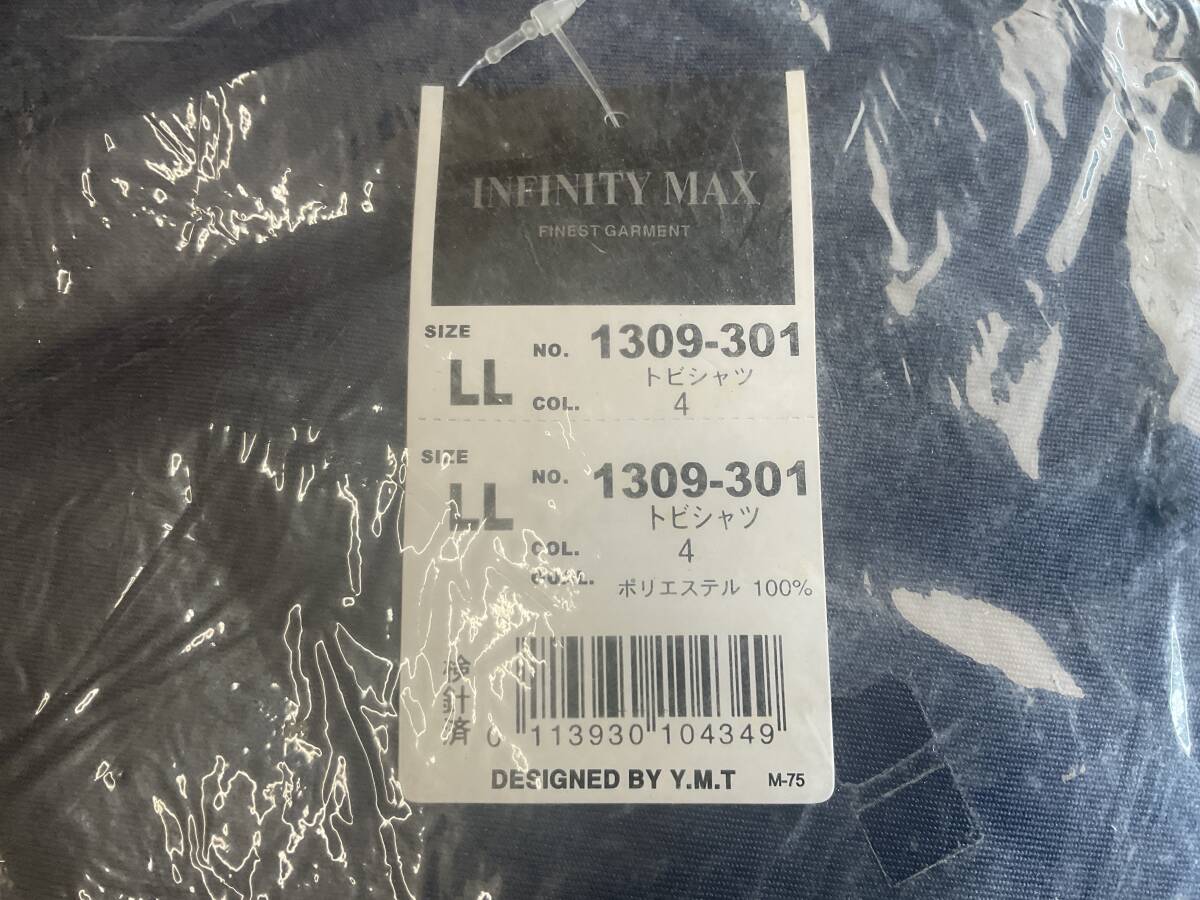 INFINITY MAX
FINEST GARMENT
SIZE
LL
NO. 1309-301
トビシャツ
COL. 4
SIZE
LL
NO. 1309-301
トビシャツ
COL. 4
QUAL. ポリエステル 100%
検針済
0 113930 104349
DESIGNED BY Y.M.T M-75